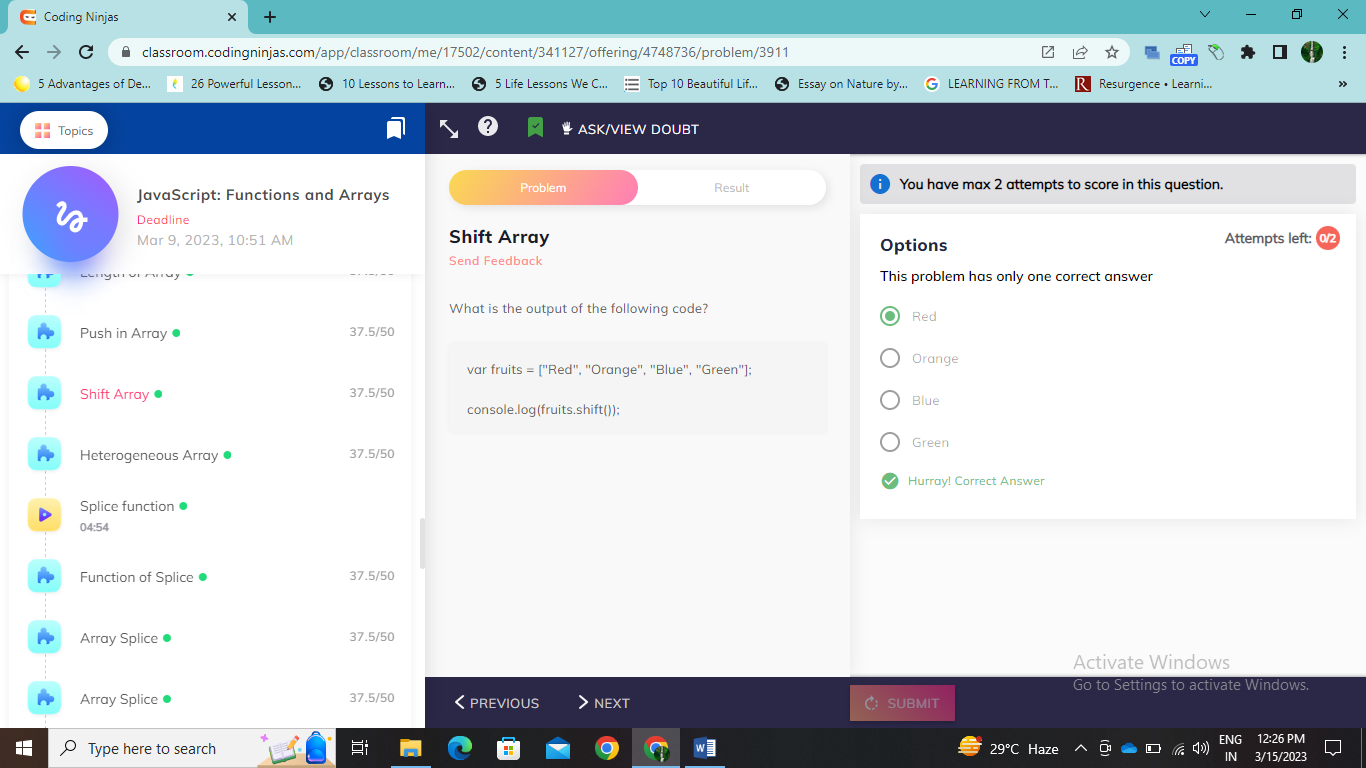 Coding Ninjas
classroom.codingninjas.com/app/classroom/me/17502/content/341127/offering/4748736/problem/3911
COPY
5 Advantages of De...
26 Powerful Lesson...
10 Lessons to Learn...
5 Life Lessons We C...
Top 10 Beautiful Lif...
Essay on Nature by...
LEARNING FROM T...
Resurgence • Learni...
»
Topics
JavaScript: Functions and Arrays
Deadline
Mar 9, 2023, 10:51 AM
Length of Array
37.5/50
Push in Array
37.5/50
Shift Array
37.5/50
Heterogeneous Array
37.5/50
Splice function
04:54
Function of Splice
37.5/50
Array Splice
37.5/50
Array Splice
37.5/50
? ASK/VIEW DOUBT
Problem
Result
Shift Array
Send Feedback
What is the output of the following code?
var fruits = ["Red", "Orange", "Blue", "Green"];
console.log(fruits.shift());
PREVIOUS
NEXT
You have max 2 attempts to score in this question.
Attempts left: 0/2
Options
This problem has only one correct answer
Red
Orange
Blue
Green
Hurray! Correct Answer
Activate Windows
Go to Settings to activate Windows.
SUBMIT
Type here to search
29°C Haze
ENG
IN
12:26 PM
3/15/2023